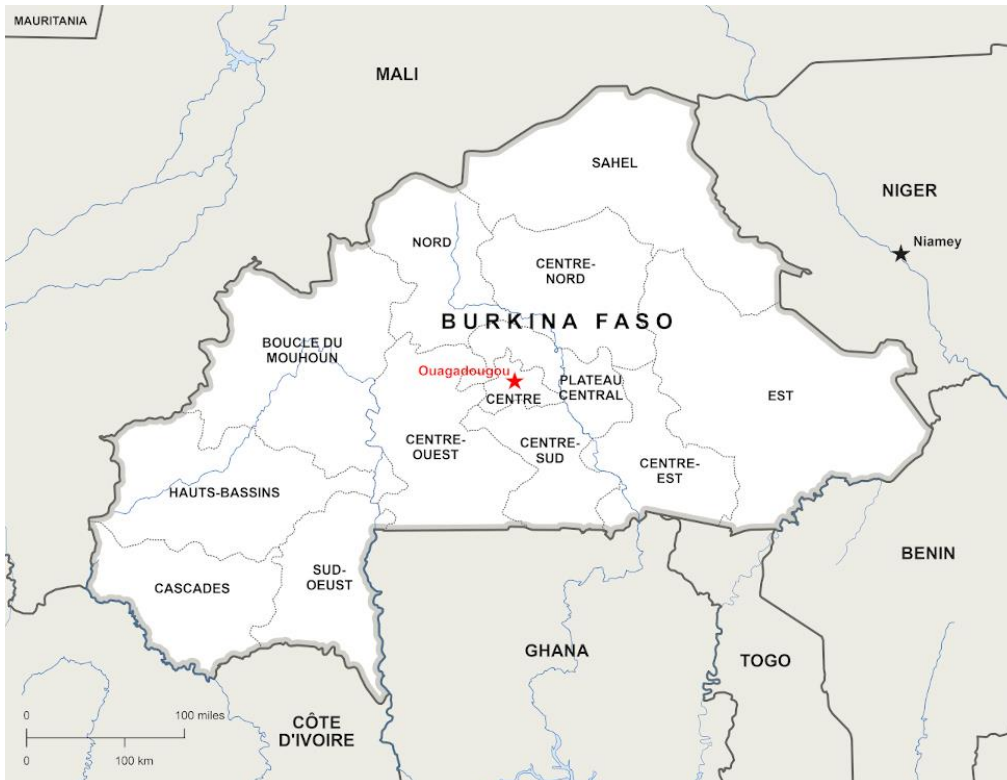 MAURITANIA
MALI
SAHEL
NIGER
NORD
Niamey
CENTRE-
NORD
BURKINA FASO
BOUCLE DU
MOUHOUN
Ouagadougou
CENTRE
PLATEAU
CENTRAL
EST
CENTRE-
OUEST
CENTRE-
SUD
CENTRE-
EST
HAUTS-BASSINS
BENIN
CASCADES
SUD-
OEUST
GHANA
TOGO
CÔTE
D'IVOIRE
0 100 miles
0 100 km